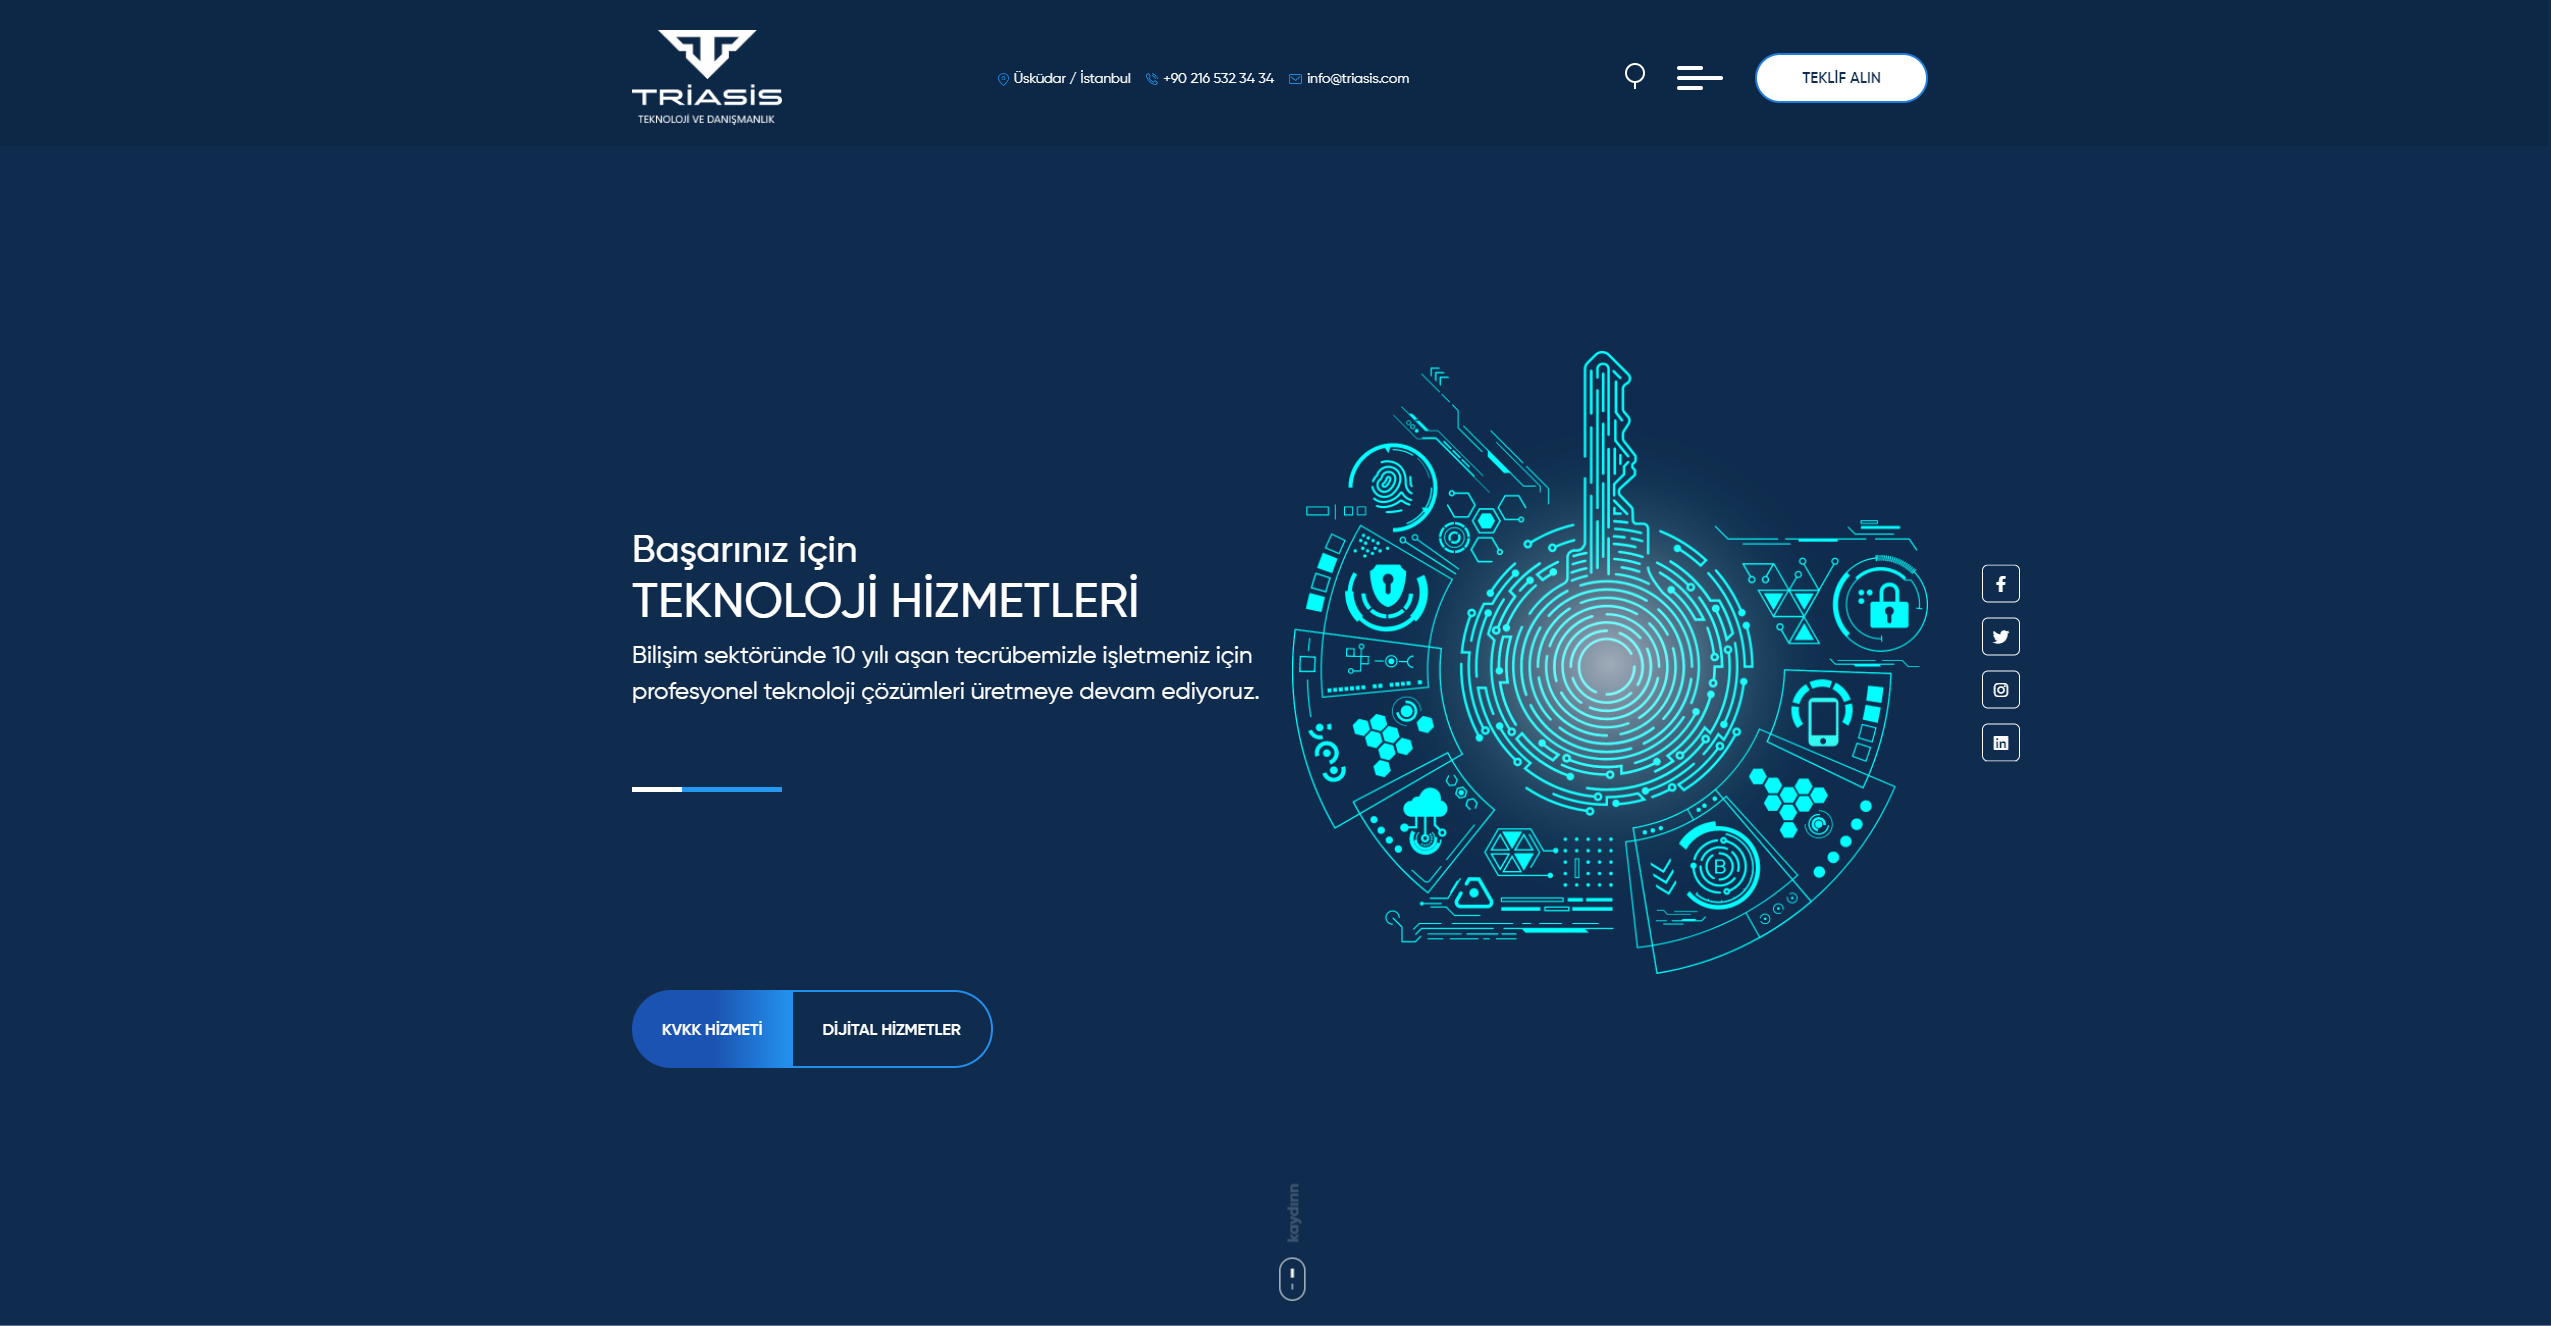 TRİASİS
TEKNOLOJİ VE DANIŞMANLIK
Üsküdar / İstanbul +90 216 532 34 34 info@triasis.com
TEKLİF ALIN
Başarınız için
TEKNOLOJİ HİZMETLERİ
Bilişim sektöründe 10 yılı aşan tecrübemizle işletmeniz için
profesyonel teknoloji çözümleri üretmeye devam ediyoruz.
B
KVKK HİZMETİ DİJİTAL HİZMETLER
kaydırın